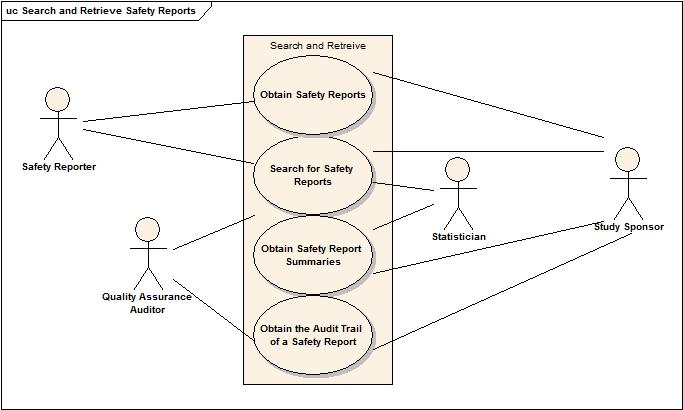 uc Search and Retrieve Safety Reports
Search and Retreive
Obtain Safety Reports
Safety Reporter
Search for Safety
Reports
Statistician
Study Sponsor
Obtain Safety Report
Summaries
Quality Assurance
Auditor
Obtain the Audit Trail
of a Safety Report